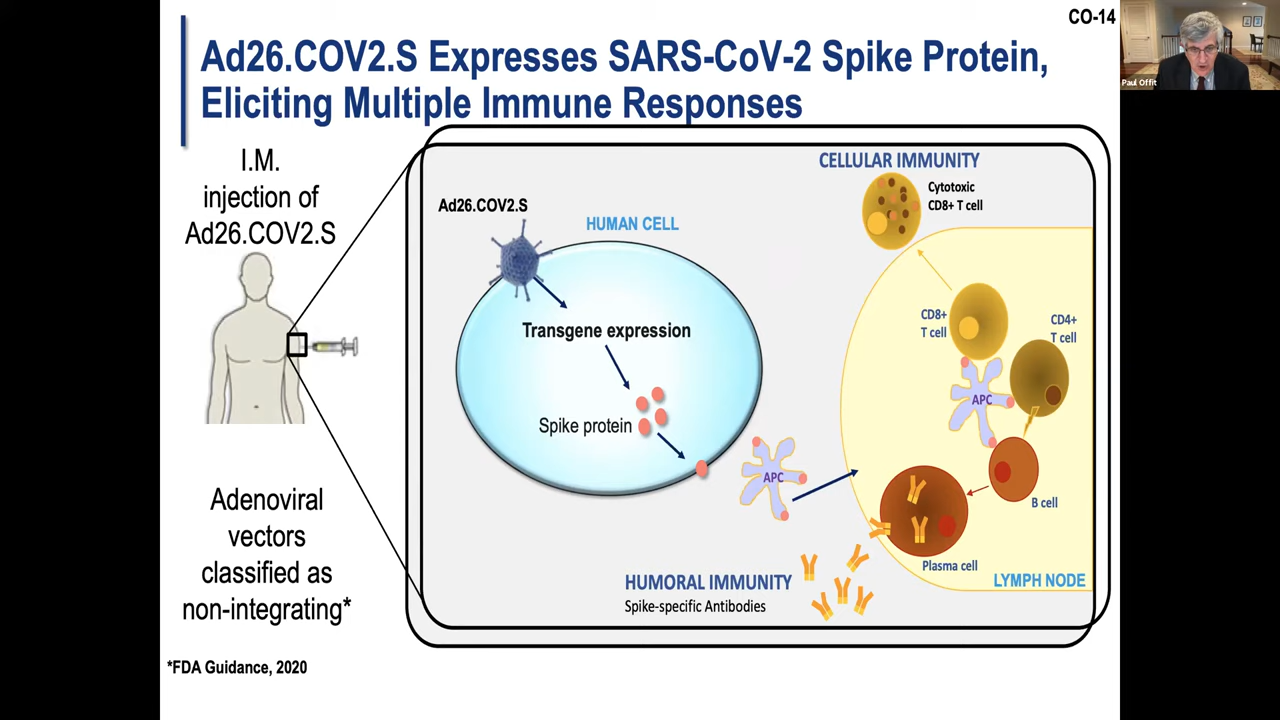 CO-14
Paul Offit
Ad26.COV2.S Expresses SARS-CoV-2 Spike Protein,
Eliciting Multiple Immune Responses
I.M.
injection of
Ad26.COV2.S
Adenoviral
vectors
classified as
non-integrating*
*FDA Guidance, 2020
Ad26.COV2.S
HUMAN CELL
Transgene expression
Spike protein
APC
CELLULAR IMMUNITY
Cytotoxic
CD8+ T cell
CD8+
T cell
CD4+
T cell
APC
B cell
Plasma cell
LYMPH NODE
HUMORAL IMMUNITY
Spike-specific Antibodies